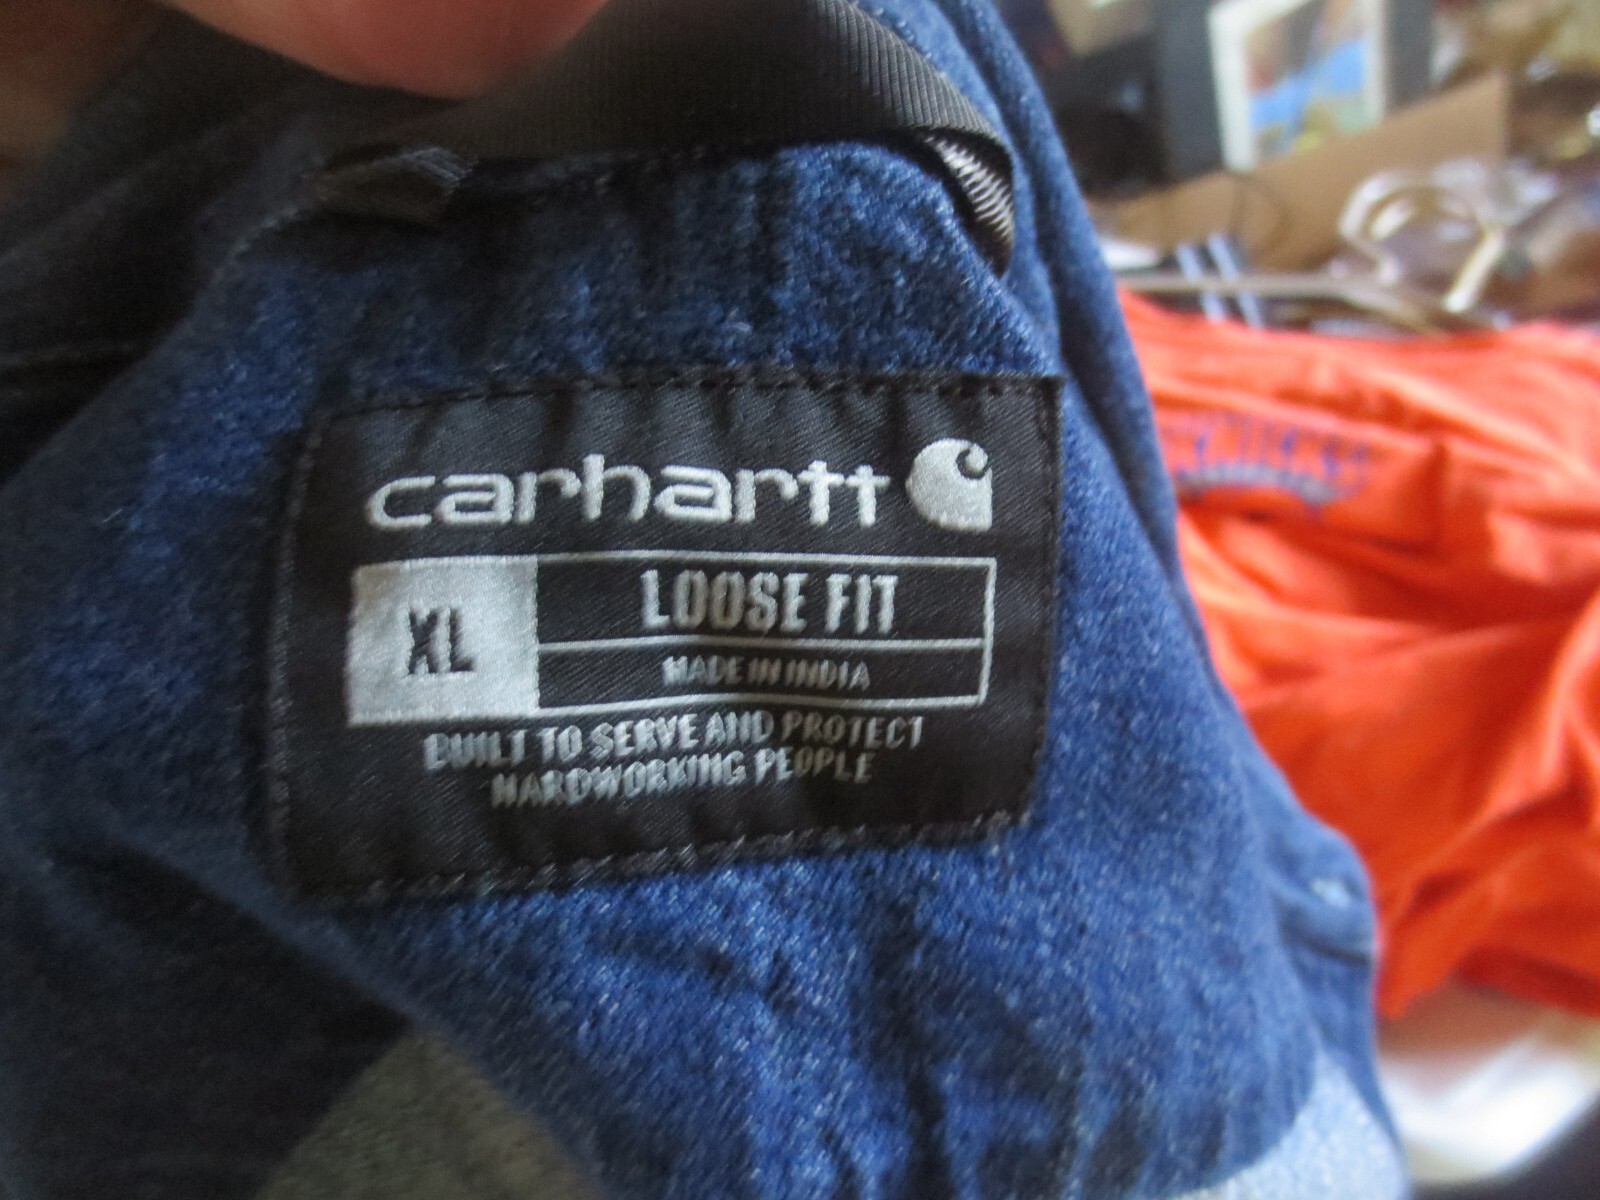 carhartt
XL
LOOSE FIT
MADE IN INDIA
BUILT TO SERVE AND PROTECT
HARDWORKING PEOPLE